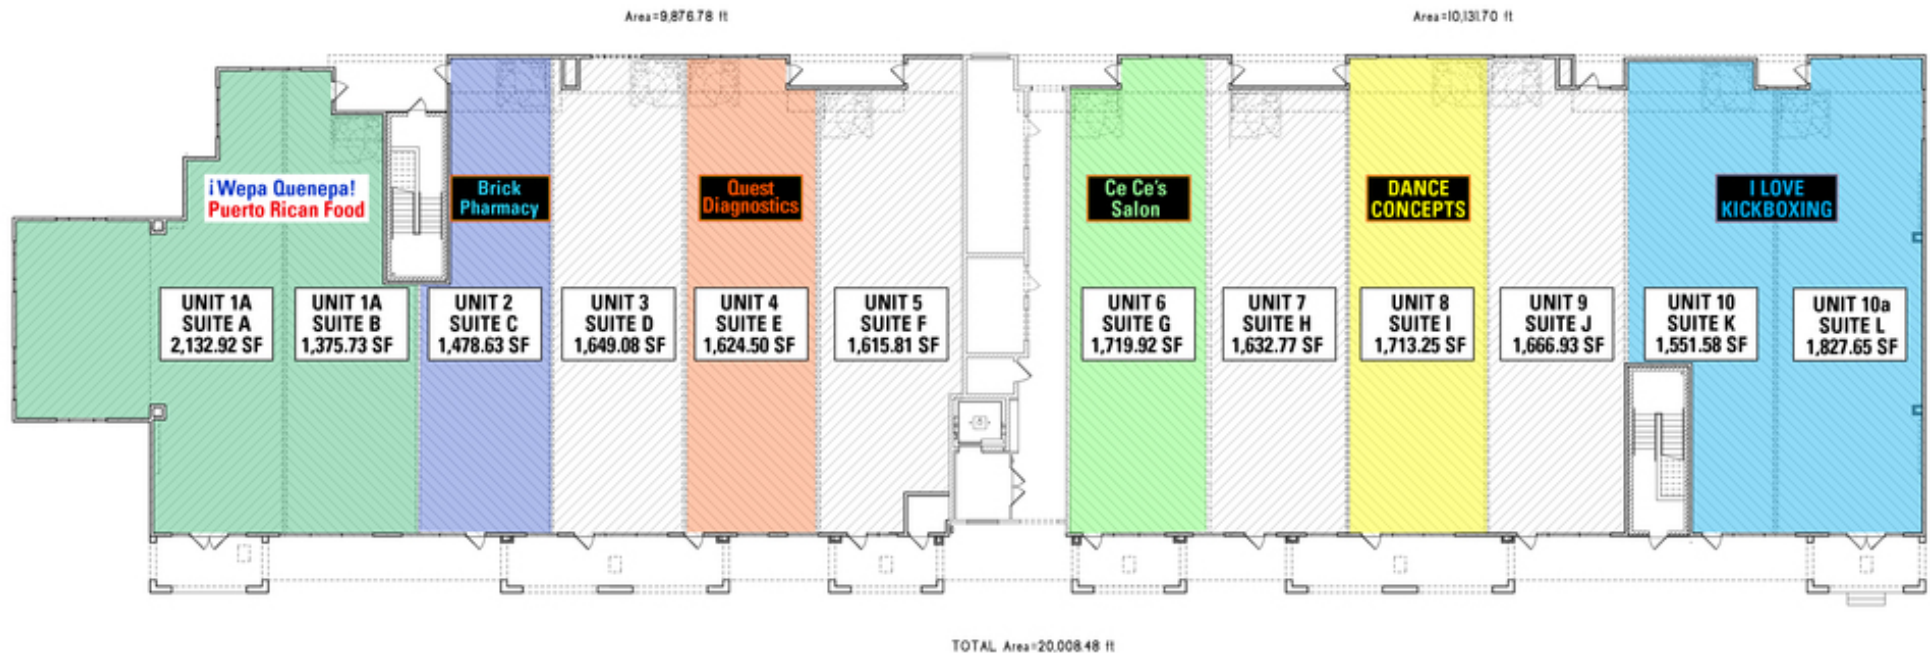 Area=9,876.78 ft
Area=10,131.70 ft
¡Wepa Quenepa!
Puerto Rican Food
Brick
Pharmacy
Quest
Diagnostics
Ce Ce's
Salon
DANCE
CONCEPTS
I LOVE
KICKBOXING
UNIT 1A
SUITE A
2,132.92 SF
UNIT 1A
SUITE B
1,375.73 SF
UNIT 2
SUITE C
1,478.63 SF
UNIT 3
SUITE D
1,649.08 SF
UNIT 4
SUITE E
1,624.50 SF
UNIT 5
SUITE F
1,615.81 SF
UNIT 6
SUITE G
1,719.92 SF
UNIT 7
SUITE H
1,632.77 SF
UNIT 8
SUITE I
1,713.25 SF
UNIT 9
SUITE J
1,666.93 SF
UNIT 10
SUITE K
1,551.58 SF
UNIT 10a
SUITE L
1,827.65 SF
TOTAL Area=20,008.48 ft